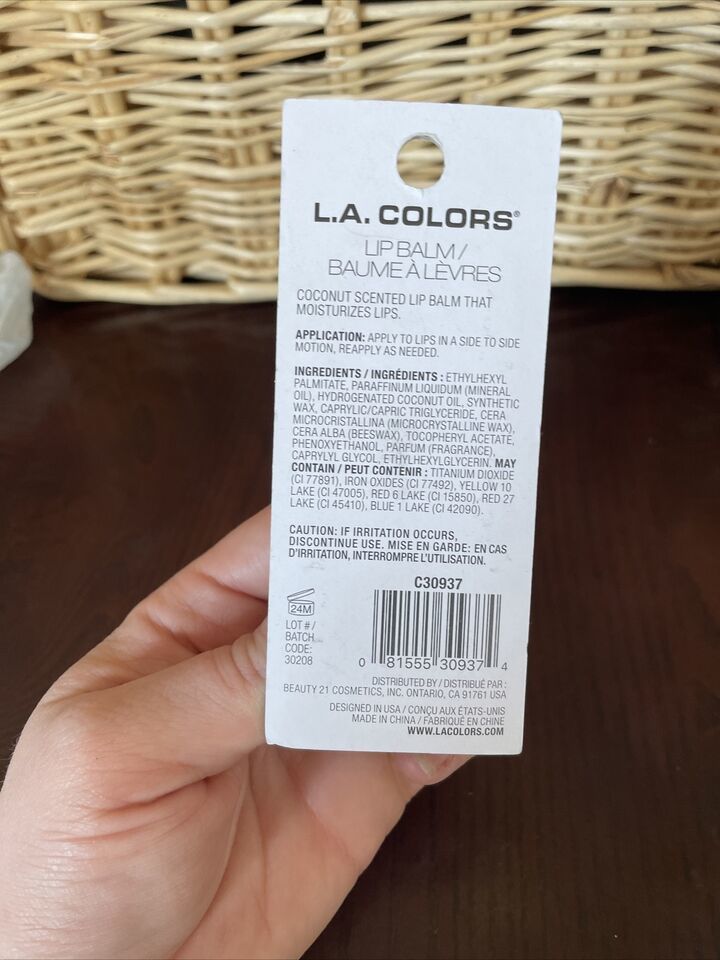 L.A. COLORS®
LIP BALM /
BAUME À LÈVRES
COCONUT SCENTED LIP BALM THAT
MOISTURIZES LIPS.
APPLICATION: APPLY TO LIPS IN A SIDE TO SIDE
MOTION, REAPPLY AS NEEDED.
INGREDIENTS / INGRÉDIENTS : ETHYLHEXYL
PALMITATE, PARAFFINUM LIQUIDUM (MINERAL
OIL), HYDROGENATED COCONUT OIL, SYNTHETIC
WAX, CAPRYLIC/CAPRIC TRIGLYCERIDE, CERA
MICROCRISTALLINA (MICROCRYSTALLINE WAX),
CERA ALBA (BEESWAX), TOCOPHERYL ACETATE,
PHENOXYETHANOL, PARFUM (FRAGRANCE),
CAPRYLYL GLYCOL, ETHYLHEXYLGLYCERIN. MAY
CONTAIN / PEUT CONTENIR : TITANIUM DIOXIDE
(CI 77891), IRON OXIDES (CI 77492), YELLOW 10
LAKE (CI 47005), RED 6 LAKE (CI 15850), RED 27
LAKE (CI 45410), BLUE 1 LAKE (CI 42090).
CAUTION: IF IRRITATION OCCURS,
DISCONTINUE USE. MISE EN GARDE: EN CAS
D'IRRITATION, INTERROMPRE L'UTILISATION.
C30937
24M
LOT # /
BATCH
CODE:
30208
0 81555 30937 4
DISTRIBUTED BY / DISTRIBUÉ PAR :
BEAUTY 21 COSMETICS, INC. ONTARIO, CA 91761 USA
DESIGNED IN USA / CONÇU AUX ÉTATS-UNIS
MADE IN CHINA / FABRIQUÉ EN CHINE
WWW.LACOLORS.COM